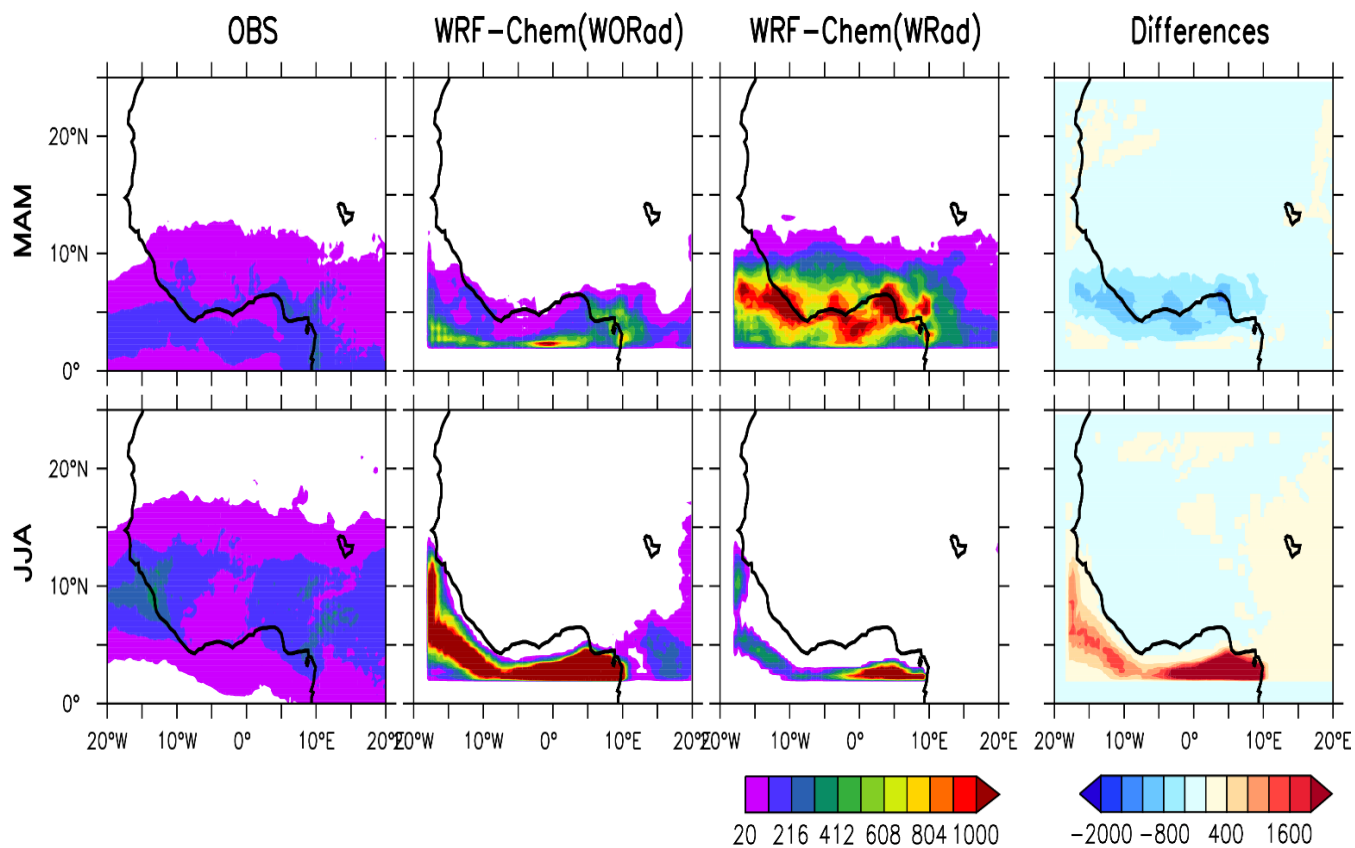 OBS WRF-Chem(WORad) WRF-Chem(WRad) Differences
MAM
20°N
10°N
0°
JJA
20°N
10°N
0°
20°W 10°W 0° 10°E 20°W 10°W 0° 10°E 20°W 10°W 0° 10°E 20°E 20°W 10°W 0° 10°E 20°E
20 216 412 608 804 1000 -2000 -800 400 1600